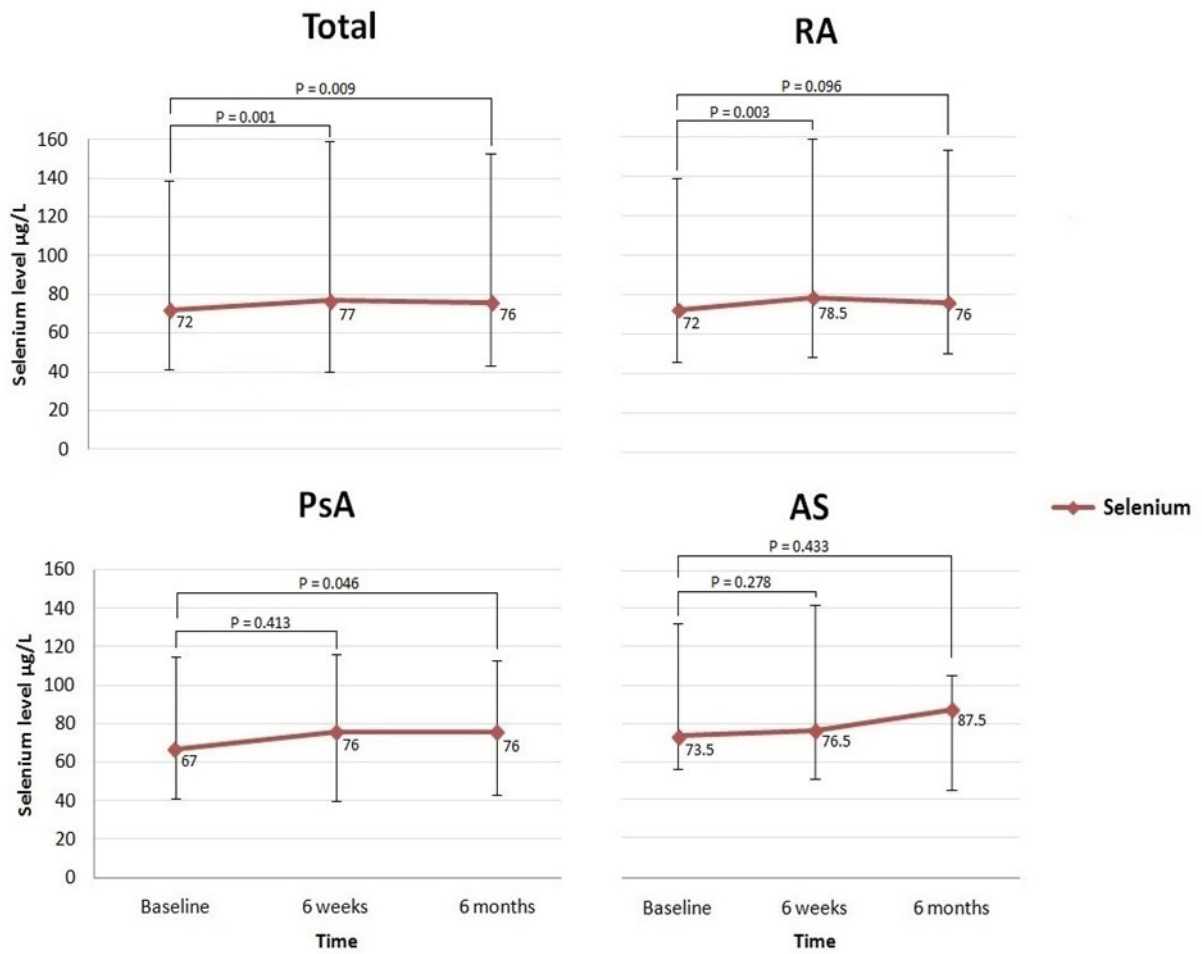 Total
P = 0.009
P = 0.001
160
140
120
100
80
60
40
20
0
Selenium level µg/L
72
77
76
RA
P = 0.096
P = 0.003
72
78.5
76
PsA
P = 0.046
P = 0.413
160
140
120
100
80
60
40
20
0
Selenium level µg/L
67
76
76
Baseline
6 weeks
6 months
Time
AS
P = 0.433
P = 0.278
73.5
76.5
87.5
Baseline
6 weeks
6 months
Time
Selenium